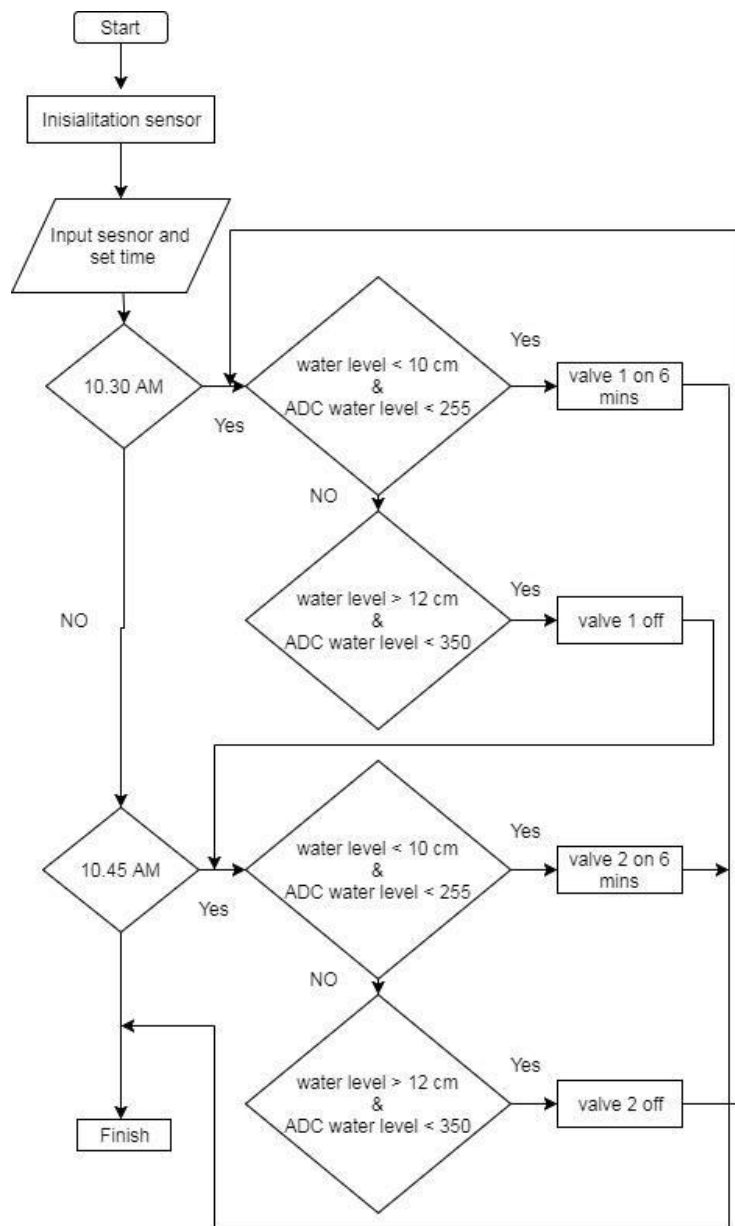 Start
Inisialitation sensor
Input sesnor and
set time
10.30 AM
Yes
water level < 10 cm
&
ADC water level < 255
Yes
valve 1 on 6
mins
NO
water level > 12 cm
&
ADC water level < 350
Yes
valve 1 off
NO
10.45 AM
Yes
water level < 10 cm
&
ADC water level < 255
Yes
valve 2 on 6
mins
NO
water level > 12 cm
&
ADC water level < 350
Yes
valve 2 off
Finish